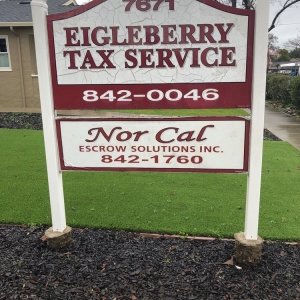 7671
EIGLEBERRY
TAX SERVICE
842-0046
Nor Cal
ESCROW SOLUTIONS INC.
842-1760